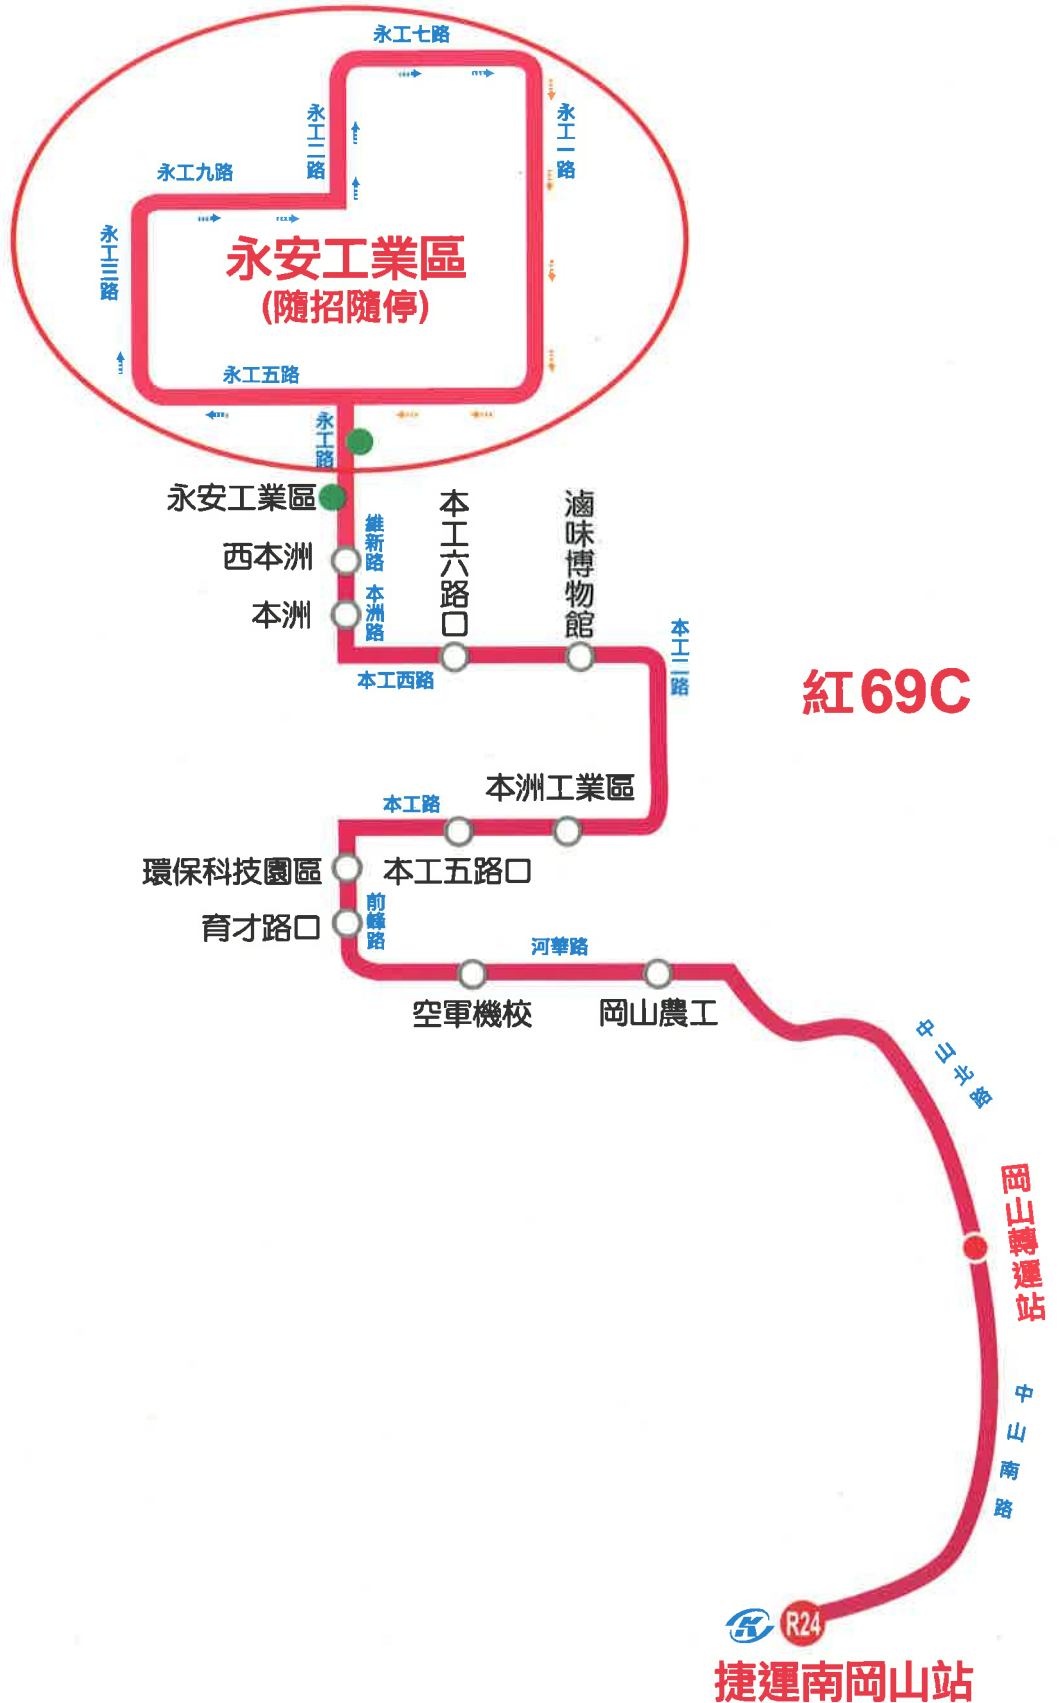 永工七路
永工二路
永工一路
永工九路
永工三路
永安工業區
(隨招隨停)
永工五路
永工路
永安工業區
維新路
西本洲
本洲
本洲路
本工六路口
滷味博物館
本工西路
本工二路
紅69C
本洲工業區
本工路
環保科技園區
本工五路口
育才路口
前峰路
河華路
空軍機校
岡山農工
中山北路
岡山轉運站
中山南路
R24
捷運南岡山站